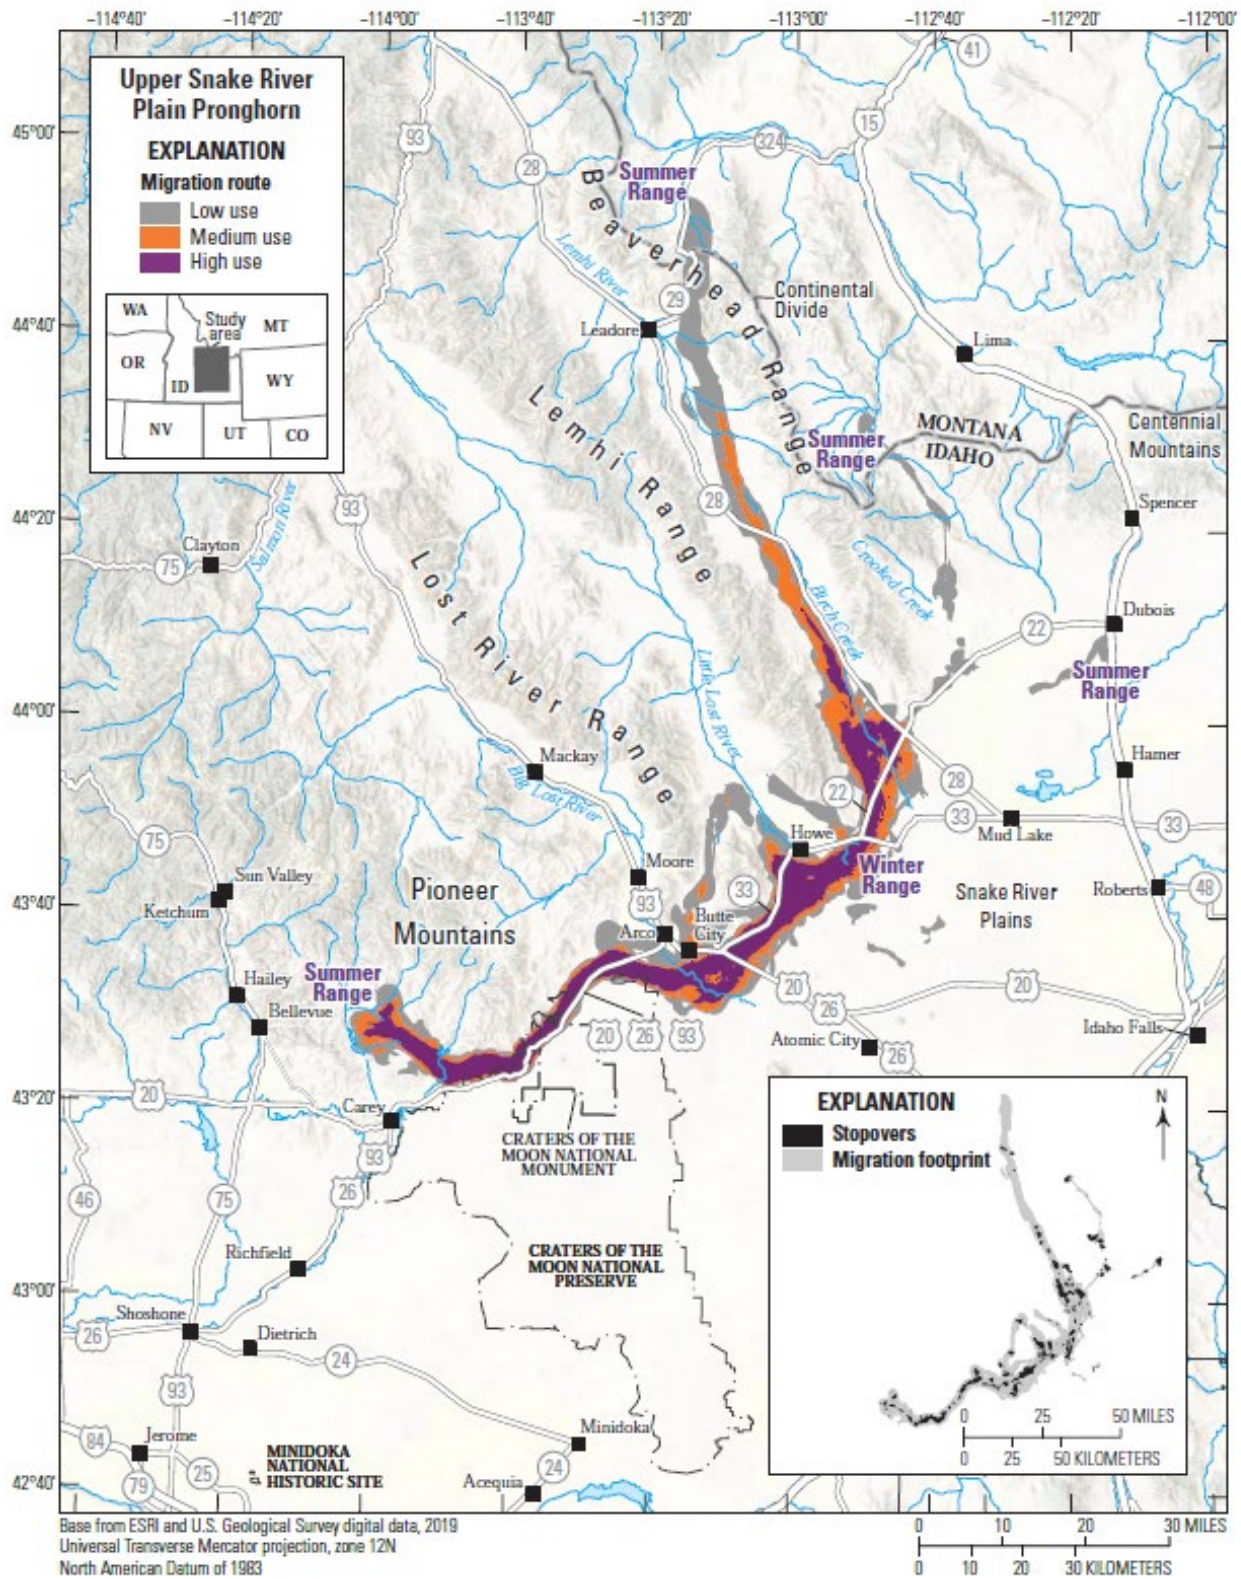 –114°40'
–114°20'
–114°00'
–113°40'
–113°20'
–113°00'
–112°40'
–112°20'
–112°00'
45°00'
44°40'
44°20'
44°00'
43°40'
43°20'
43°00'
42°40'
Upper Snake River
Plain Pronghorn
EXPLANATION
Migration route
Low use
Medium use
High use
WA
MT
Study
area
OR
ID
WY
NV
UT
CO
41
15
324
93
28
Summer
Range
Beaverhead Range
Lemhi River
29
Continental
Divide
Leadore
Lima
Lemhi Range
Summer
Range
MONTANA
IDAHO
Centennial
Mountains
28
93
Spencer
Salmon River
Clayton
75
Lost River Range
Crooked Creek
Birch Creek
Dubois
22
Little Lost River
Summer
Range
Mackay
Hamer
Big Lost River
28
22
75
33
Mud Lake
33
Howe
Winter
Range
Moore
Sun Valley
Ketchum
Pioneer
Mountains
93
33
Snake River
Plains
Roberts
48
Butte
City
Arco
Summer
Range
Hailey
Bellevue
20
20
26
20
26
93
Idaho Falls
Atomic City
26
20
Carey
93
CRATERS OF THE
MOON NATIONAL
MONUMENT
46
75
26
CRATERS OF THE
MOON NATIONAL
PRESERVE
Richfield
Shoshone
26
Dietrich
24
93
Minidoka
84
Jerome
79
25
MINIDOKA
NATIONAL
HISTORIC SITE
24
Acequia
EXPLANATION
Stopovers
Migration footprint
N
0 25 50 MILES
0 25 50 KILOMETERS
Base from ESRI and U.S. Geological Survey digital data, 2019
Universal Transverse Mercator projection, zone 12N
North American Datum of 1983
0 10 20 30 MILES
0 10 20 30 KILOMETERS